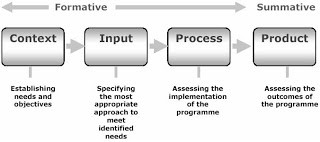 Formative
Summative
Context
Input
Process
Product
Establishing
needs and
objectives
Specifying
the most
appropriate
approach to
meet
identified
needs
Assessing the
implementation
of the
programme
Assessing the
outcomes of
the programme